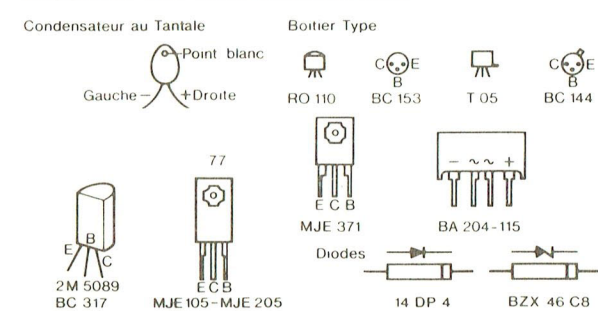 Condensateur au Tantale
Point blanc
Gauche − + Droite
Boîtier Type
C E
B
C E
B
RO 110 BC 153 T 05 BC 144
77
E C B
MJE 371
− ~ ~ +
BA 204-115
E B C
2M 5089
BC 317
E C B
MJE 105-MJE 205
Diodes
14 DP 4
BZX 46 C8